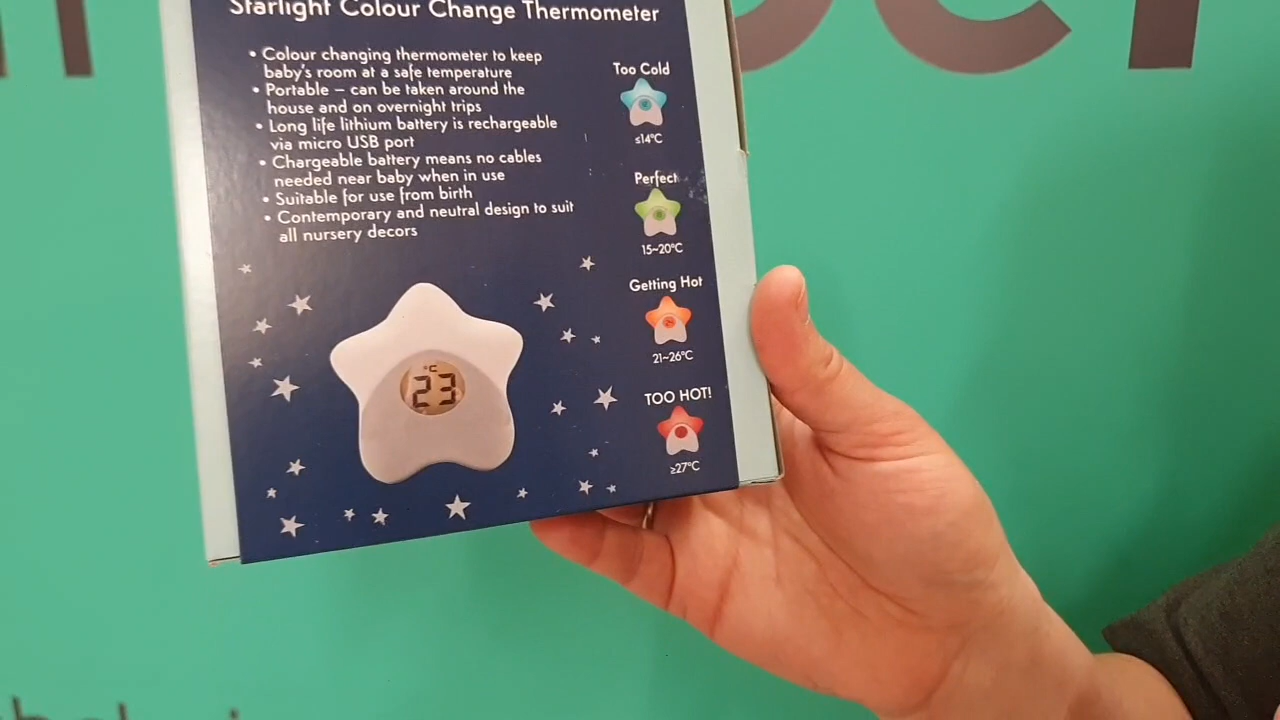 Starlight Colour Change Thermometer
• Colour changing thermometer to keep
baby's room at a safe temperature
• Portable – can be taken around the
house and on overnight trips
• Long life lithium battery is rechargeable
via micro USB port
• Chargeable battery means no cables
needed near baby when in use
• Suitable for use from birth
• Contemporary and neutral design to suit
all nursery decors
Too Cold
≤14°C
Perfect
15~20°C
Getting Hot
21~26°C
TOO HOT!
≥27°C
°C
23